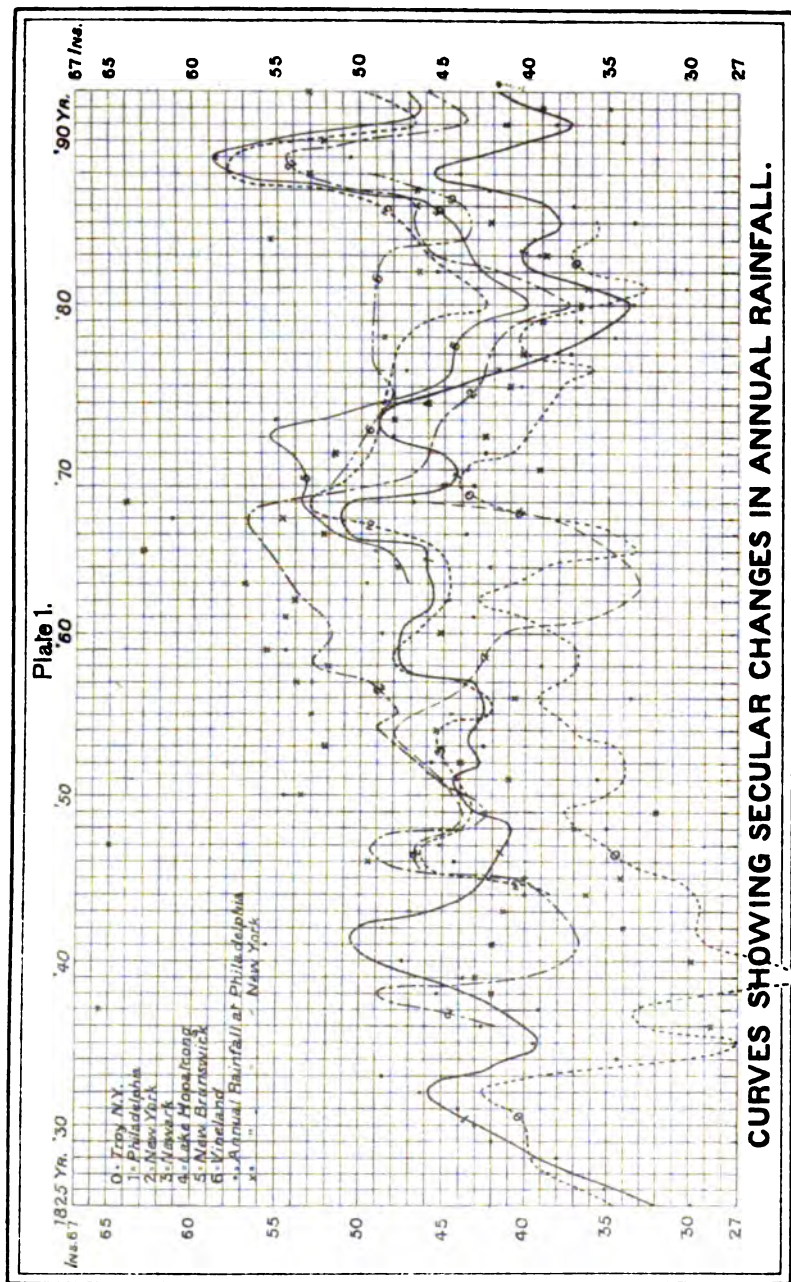 Plate 1.
Ins. 67
65
60
55
50
45
40
35
30
27
1825 YR.
'30
'40
'50
'60
'70
'80
'90 YR.
67 Ins.
65
60
55
50
45
40
35
30
27
0 - Troy N.Y.
1 - Philadelphia
2 - New York
3 - Newark
4 - Lake Hopatcong
5 - New Brunswick
6 - Vineland
Annual Rainfall at Philadelphia
x " " New York
CURVES SHOWING SECULAR CHANGES IN ANNUAL RAINFALL.